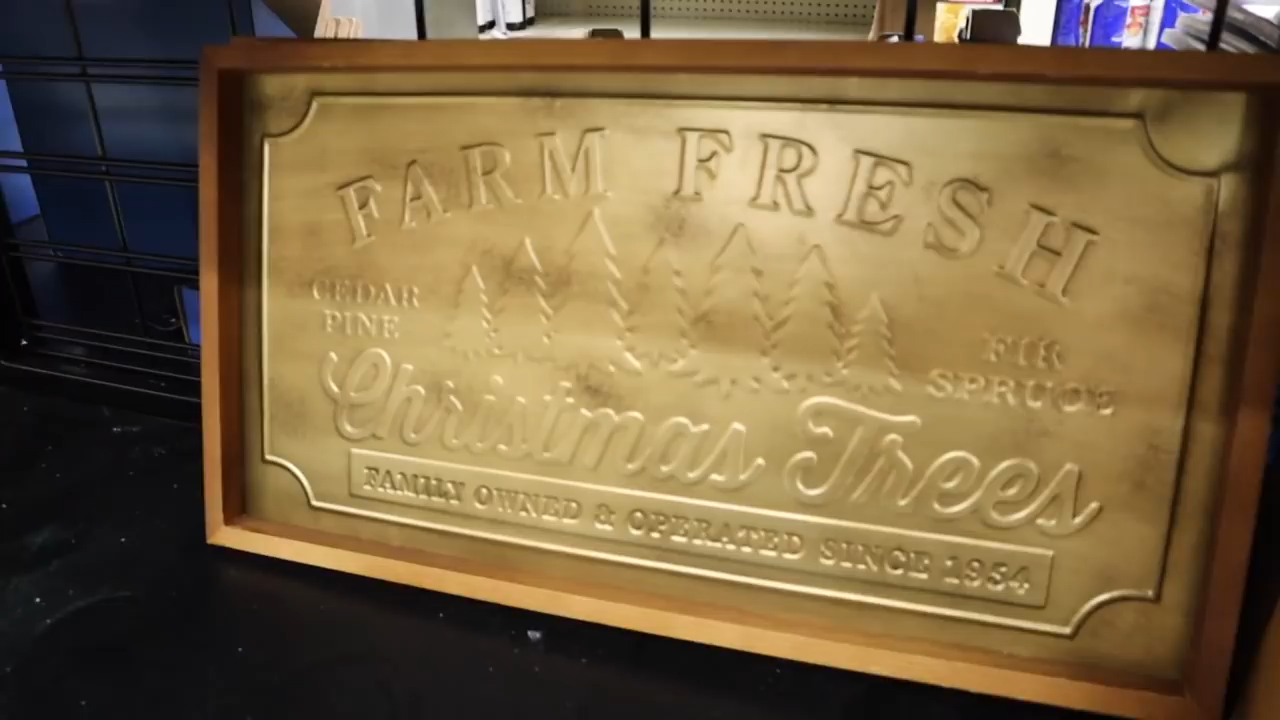 FARM FRESH
CEDAR
PINE
FIR
SPRUCE
Christmas Trees
FAMILY OWNED & OPERATED SINCE 1954